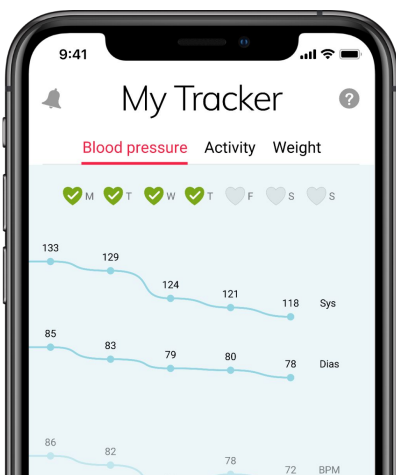 9:41
My Tracker
?
Blood pressure Activity Weight
M T W T F S S
133 129 124 121 118 Sys
85 83 79 80 78 Dias
86 82 78 72 BPM